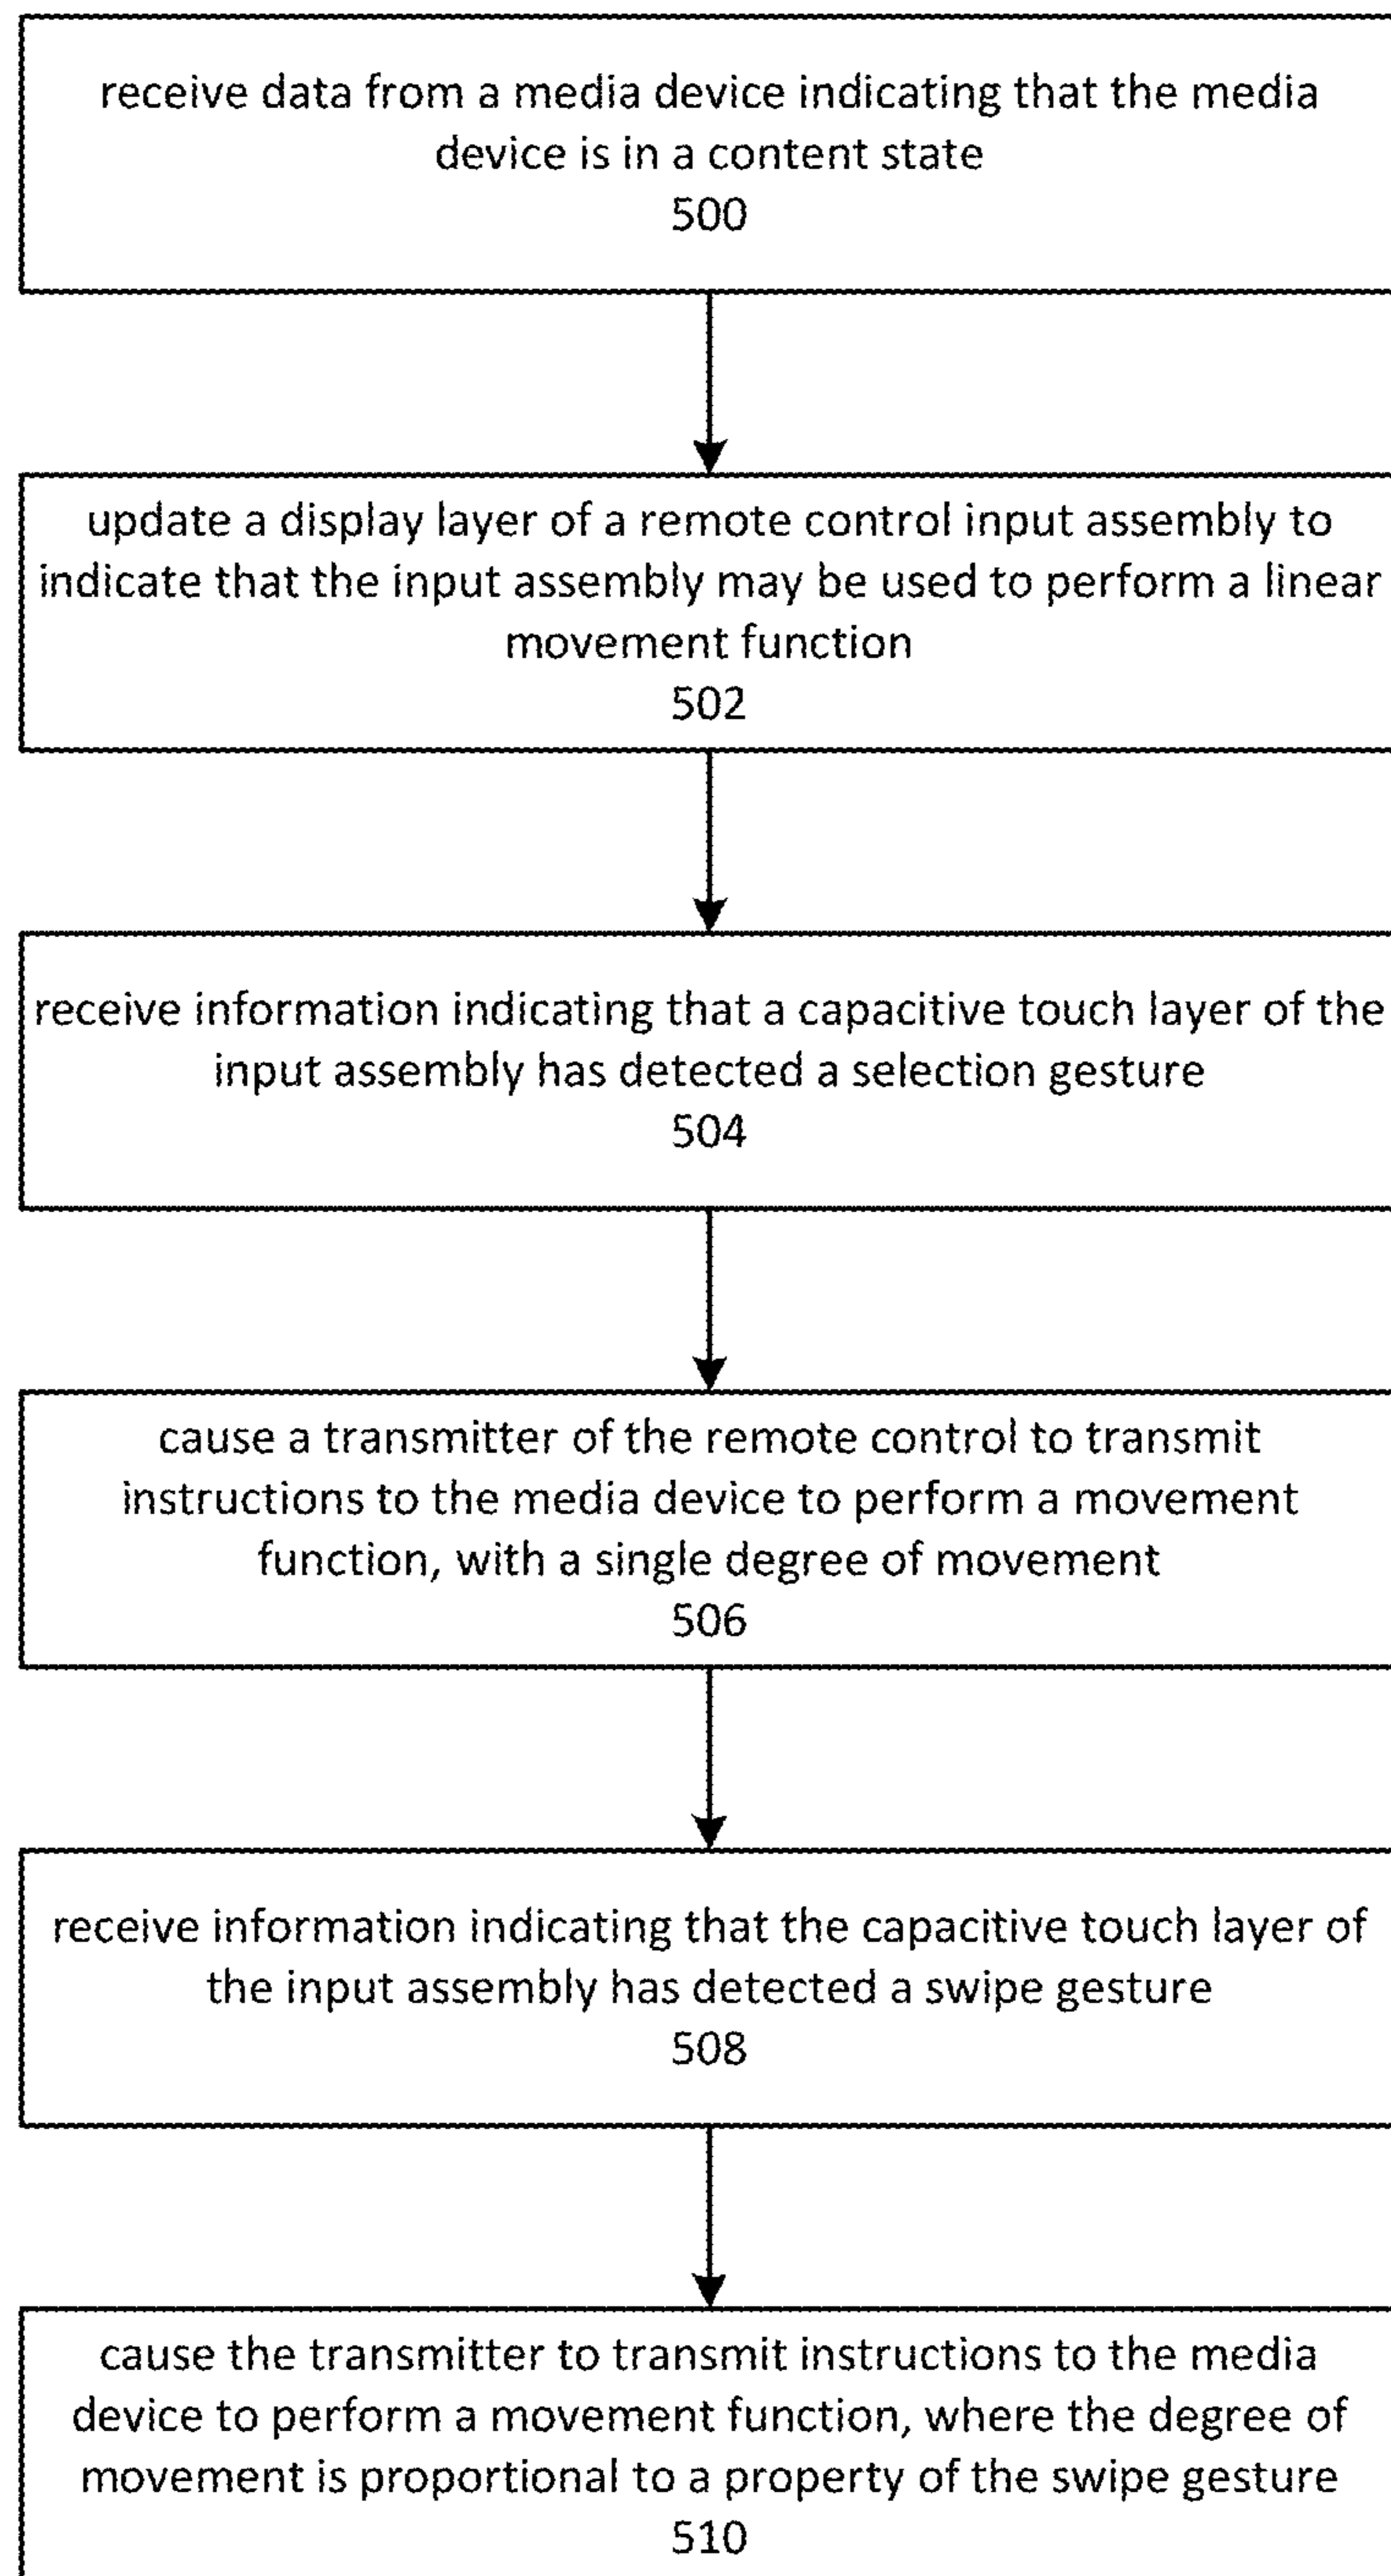 receive data from a media device indicating that the media
device is in a content state
500
update a display layer of a remote control input assembly to
indicate that the input assembly may be used to perform a linear
movement function
502
receive information indicating that a capacitive touch layer of the
input assembly has detected a selection gesture
504
cause a transmitter of the remote control to transmit
instructions to the media device to perform a movement
function, with a single degree of movement
506
receive information indicating that the capacitive touch layer of
the input assembly has detected a swipe gesture
508
cause the transmitter to transmit instructions to the media
device to perform a movement function, where the degree of
movement is proportional to a property of the swipe gesture
510